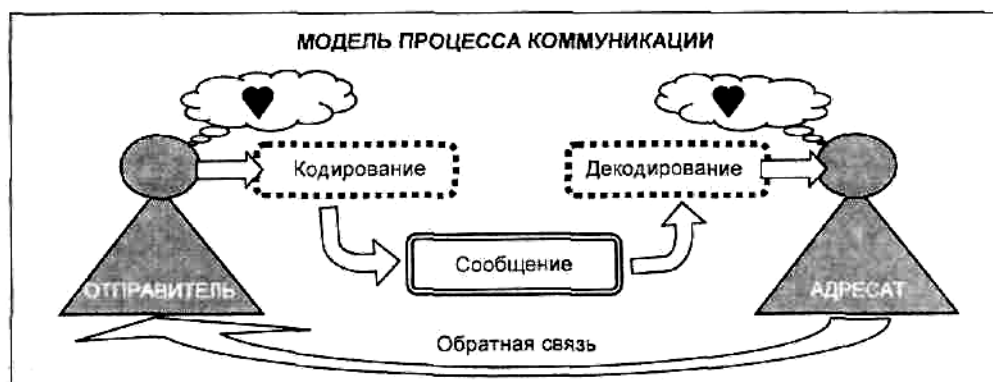 МОДЕЛЬ ПРОЦЕССА КОММУНИКАЦИИ
Кодирование
Декодирование
Сообщение
ОТПРАВИТЕЛЬ
АДРЕСАТ
Обратная связь